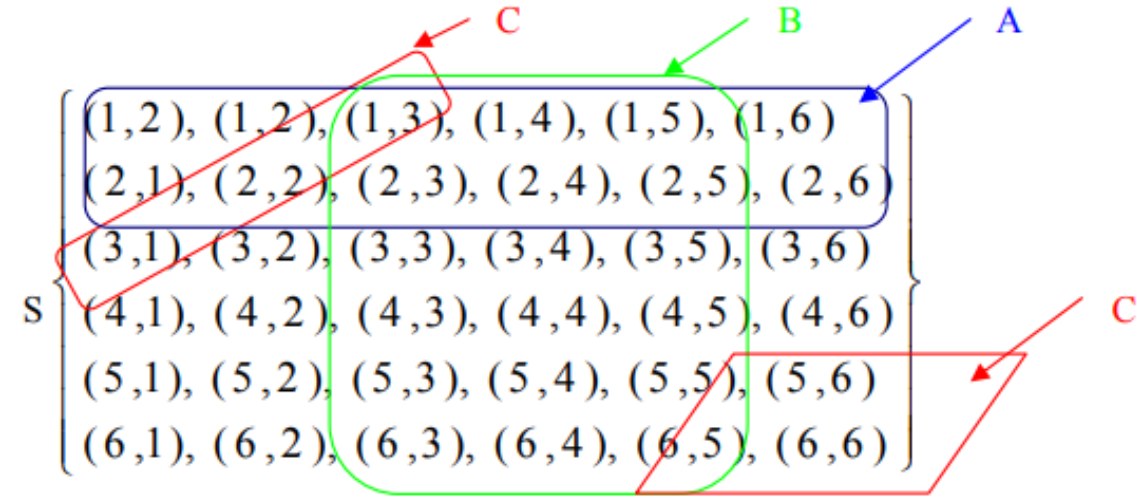 C B A
(1,2), (1,2), (1,3), (1,4), (1,5), (1,6)
(2,1), (2,2), (2,3), (2,4), (2,5), (2,6)
(3,1), (3,2), (3,3), (3,4), (3,5), (3,6)
S (4,1), (4,2), (4,3), (4,4), (4,5), (4,6) C
(5,1), (5,2), (5,3), (5,4), (5,5), (5,6)
(6,1), (6,2), (6,3), (6,4), (6,5), (6,6)